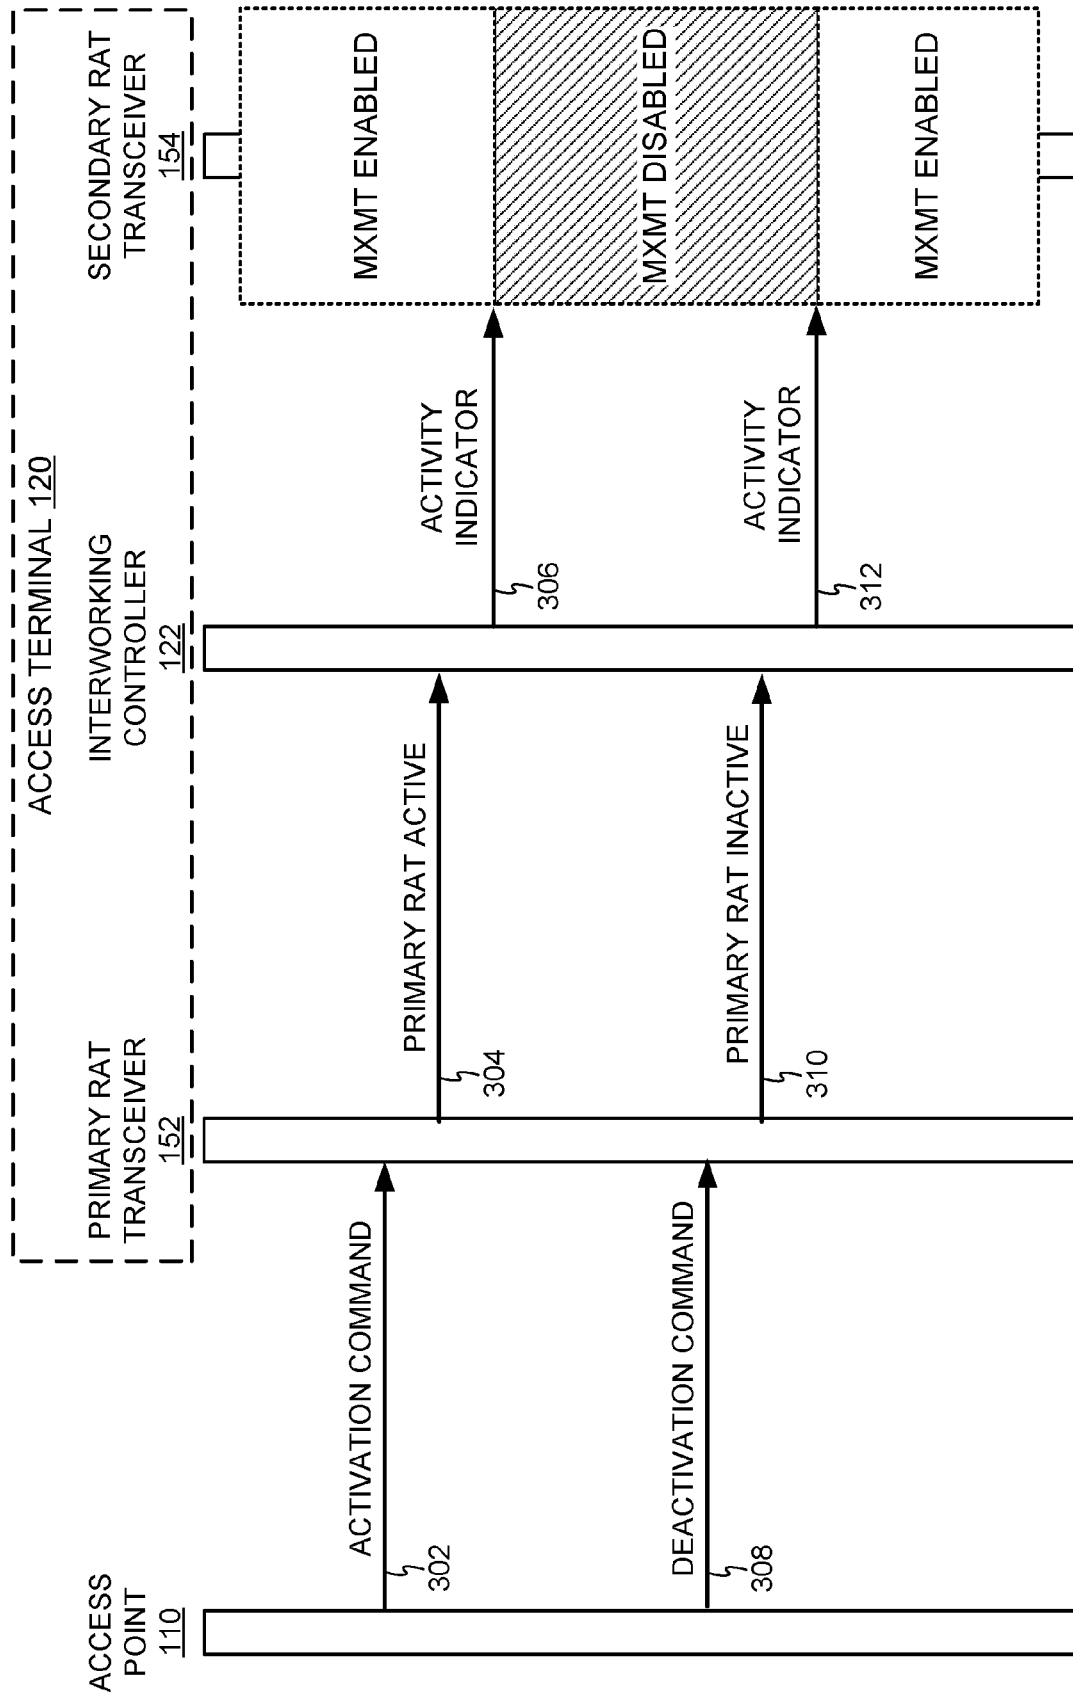 ACCESS TERMINAL 120
ACCESS
POINT
110
PRIMARY RAT
TRANSCEIVER
152
INTERWORKING
CONTROLLER
122
SECONDARY RAT
TRANSCEIVER
154
MXMT ENABLED
ACTIVATION COMMAND
302
PRIMARY RAT ACTIVE
304
ACTIVITY
INDICATOR
306
MXMT DISABLED
DEACTIVATION COMMAND
308
PRIMARY RAT INACTIVE
310
ACTIVITY
INDICATOR
312
MXMT ENABLED